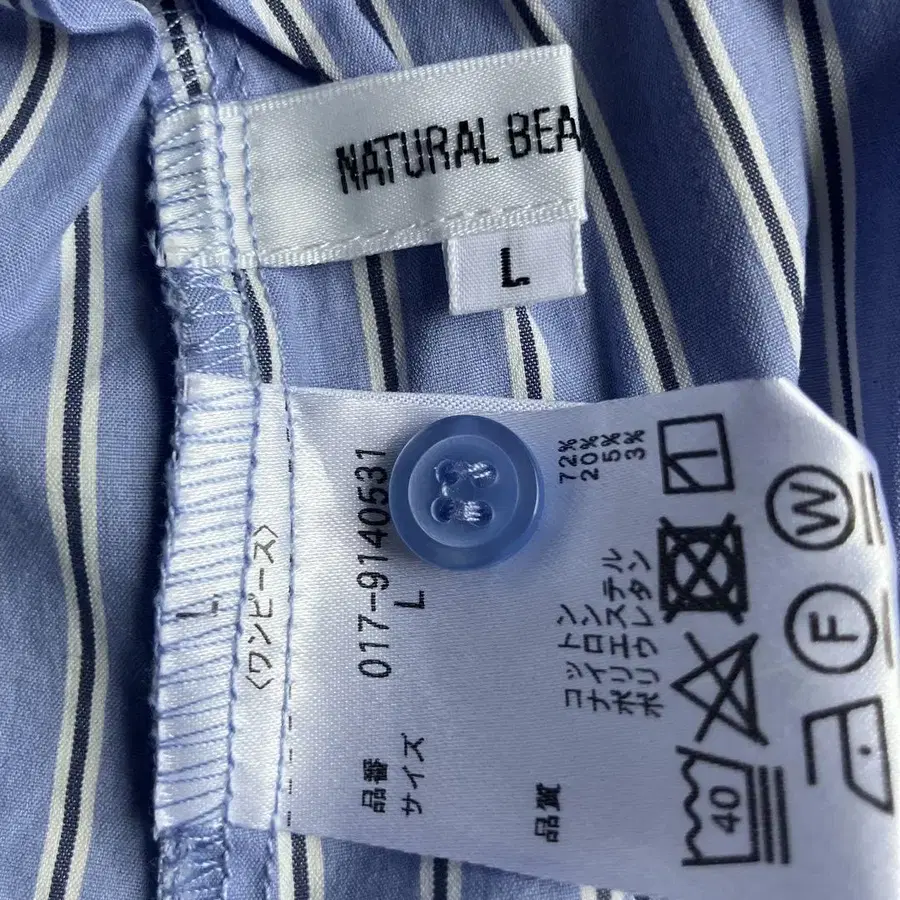 NATURAL BEA
L
〈ワンピース〉
L
品番 017-9140531
サイズ L
品質
コットン 72%
ナイロン 20%
ポリエステル 5%
ポリウレタン 3%
40
F
W